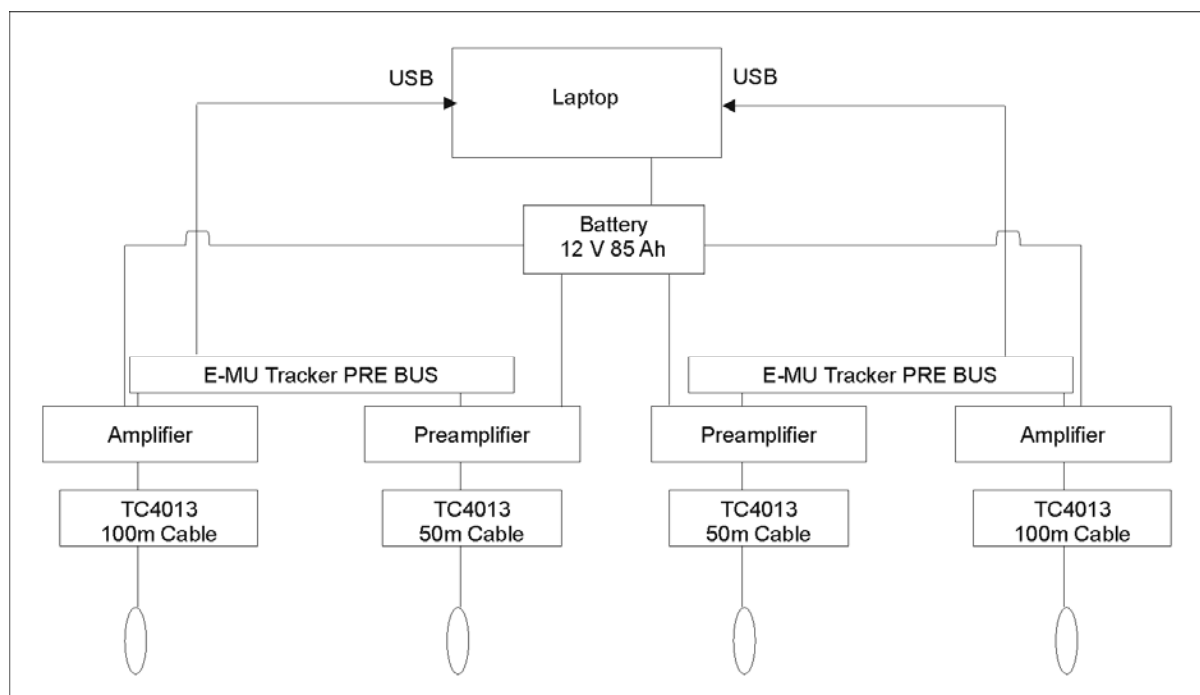 USB
USB
Laptop
Battery
12 V 85 Ah
E-MU Tracker PRE BUS
E-MU Tracker PRE BUS
Amplifier
Preamplifier
Preamplifier
Amplifier
TC4013
100m Cable
TC4013
50m Cable
TC4013
50m Cable
TC4013
100m Cable